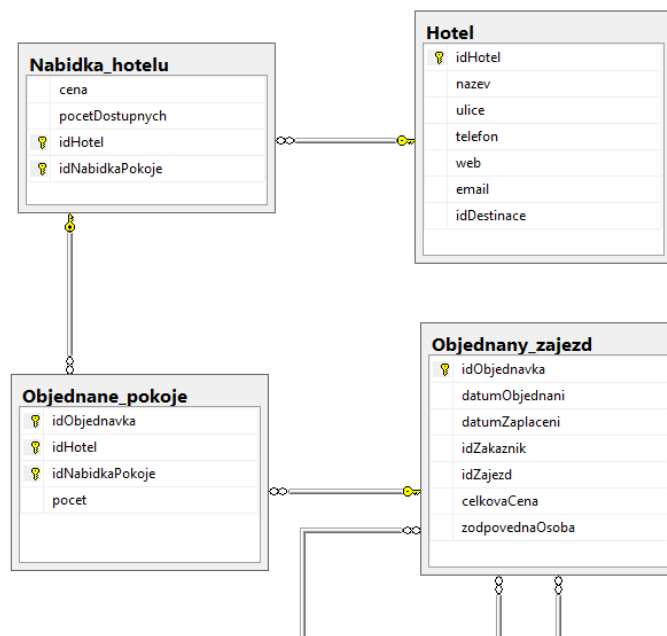 Nabidka_hotelu
cena
pocetDostupnych
idHotel
idNabidkaPokoje
Hotel
idHotel
nazev
ulice
telefon
web
email
idDestinace
Objednane_pokoje
idObjednavka
idHotel
idNabidkaPokoje
pocet
Objednany_zajezd
idObjednavka
datumObjednani
datumZaplaceni
idZakaznik
idZajezd
celkovaCena
zodpovednaOsoba